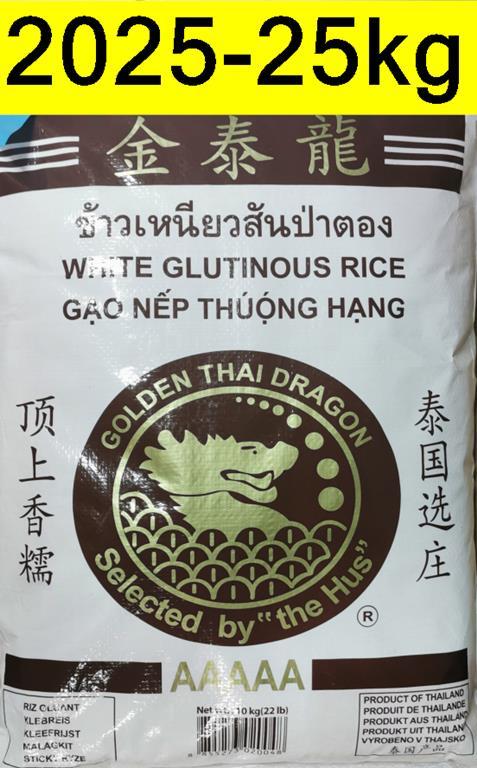 2025-25kg
金泰龍
ข้าวเหนียวสันป่าตอง
WHITE GLUTINOUS RICE
GẠO NẾP THÚỘNG HẠNG
GOLDEN THAI DRAGON
顶上香糯
泰国选庄
Selected by "the Hus"
®
AAAAA
Net Wt. 10 kg(22 lb)
RIZ GLUANT
KLEBREIS
KLEEFRIJST
MALAGKIT
STICKY RYZE
PRODUCT OF THAILAND
PRODUIT DE THAILANDE
PRODUKT AUS THAILAND
PRODUKT UIT THAILAND
VYROBENO V THAJSKO
泰国产品